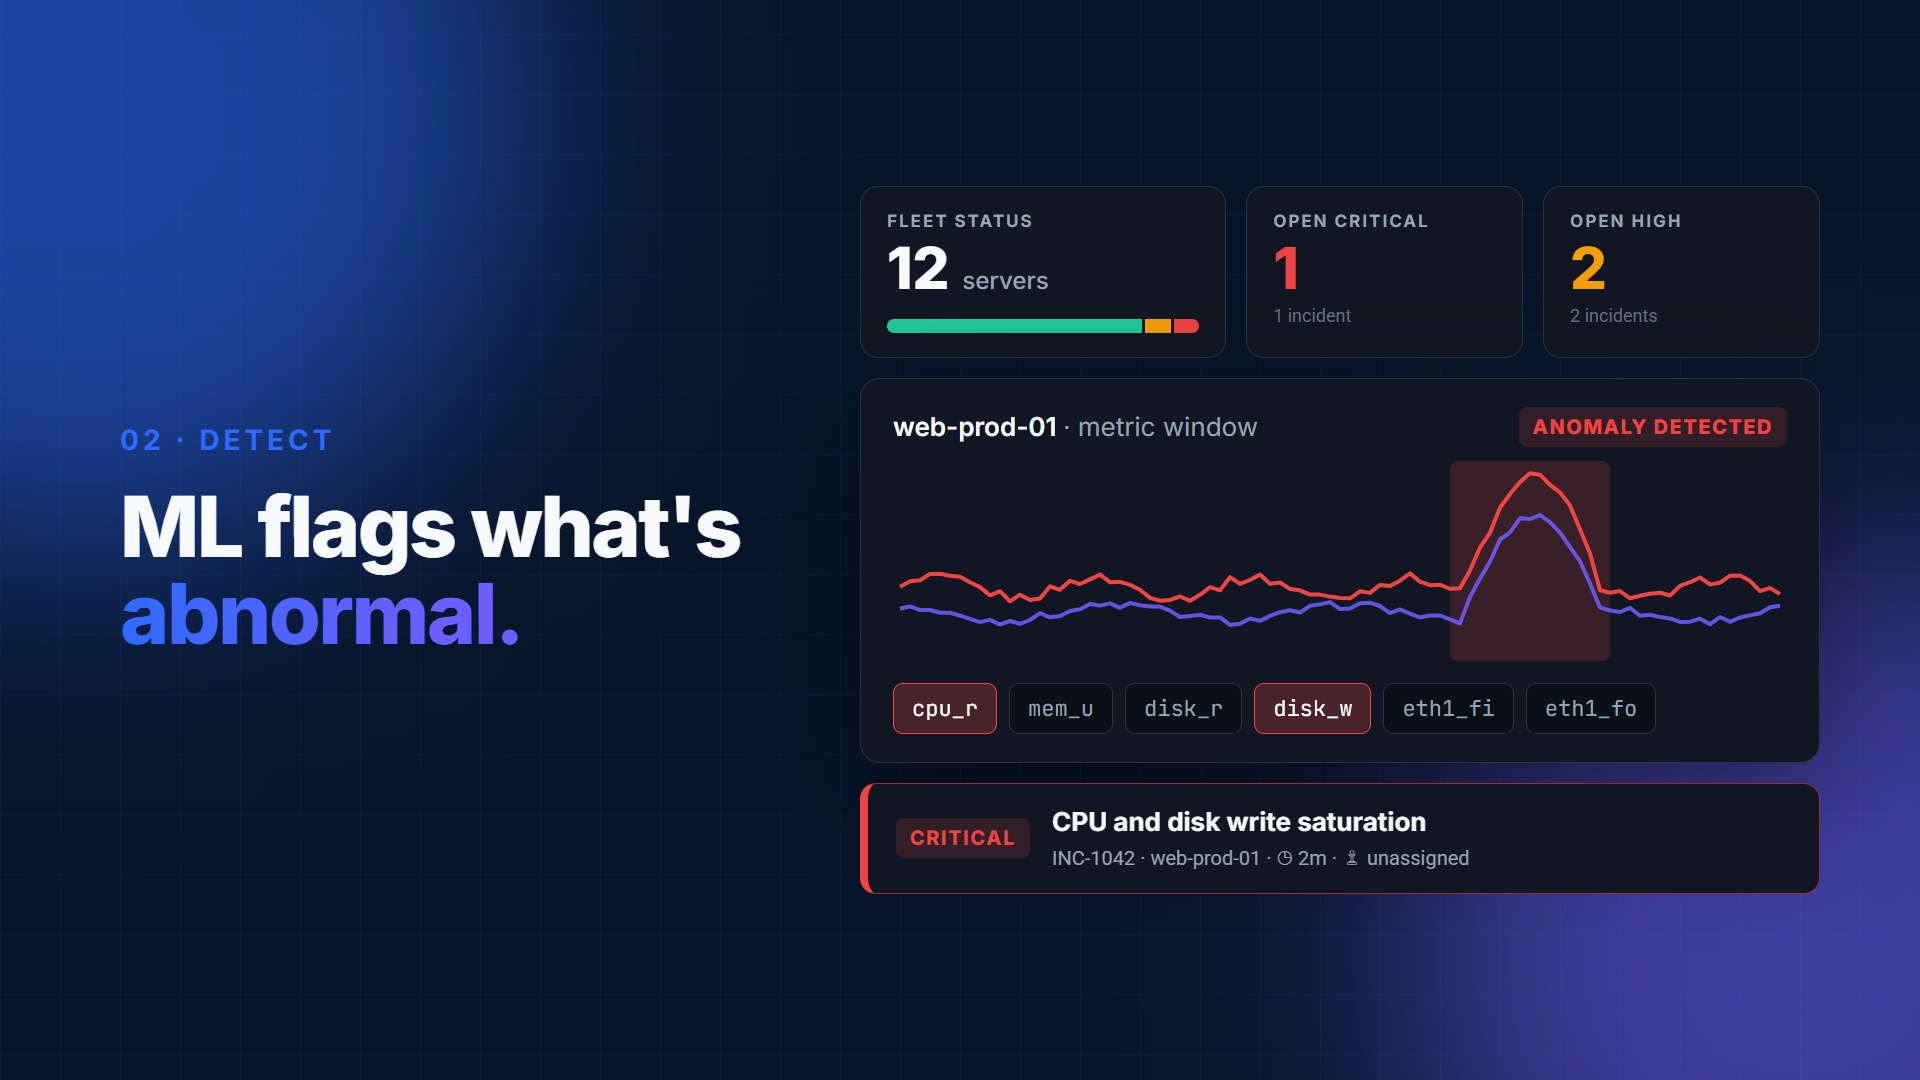 02 · DETECT
ML flags what's
abnormal.
FLEET STATUS
12 servers
OPEN CRITICAL
1
1 incident
OPEN HIGH
2
2 incidents
web-prod-01 · metric window
ANOMALY DETECTED
cpu_r mem_u disk_r disk_w eth1_fi eth1_fo
CRITICAL
CPU and disk write saturation
INC-1042 · web-prod-01 · 2m · unassigned